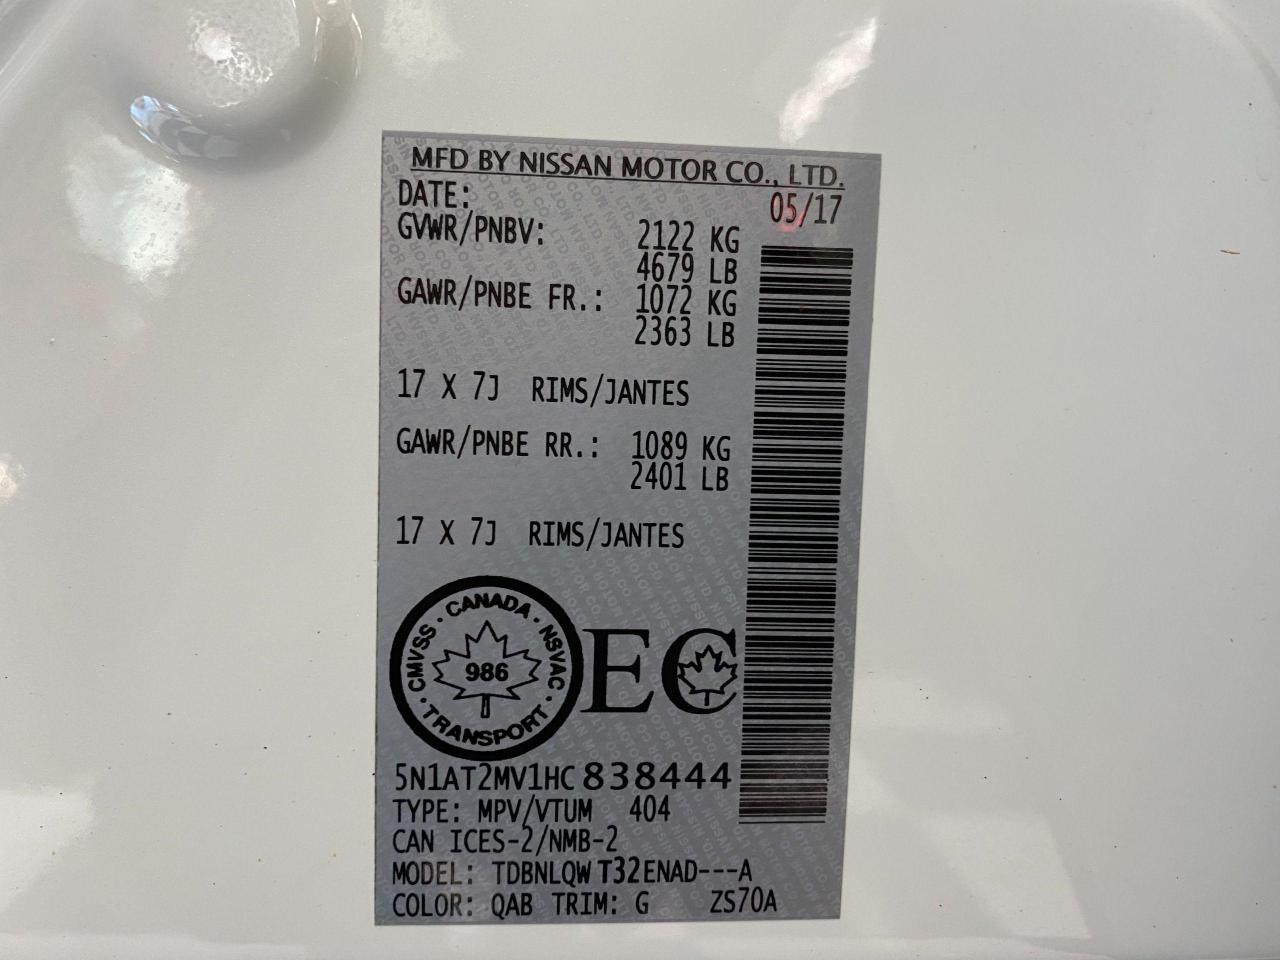 MFD BY NISSAN MOTOR CO., LTD.
DATE: 05/17
GVWR/PNBV: 2122 KG
4679 LB
GAWR/PNBE FR.: 1072 KG
2363 LB
17 X 7J RIMS/JANTES
GAWR/PNBE RR.: 1089 KG
2401 LB
17 X 7J RIMS/JANTES
CMVSS · CANADA · NSVAC · TRANSPORT ·
986
EC
5N1AT2MV1HC838444
TYPE: MPV/VTUM 404
CAN ICES-2/NMB-2
MODEL: TDBNLQW T32ENAD---A
COLOR: QAB TRIM: G ZS70A